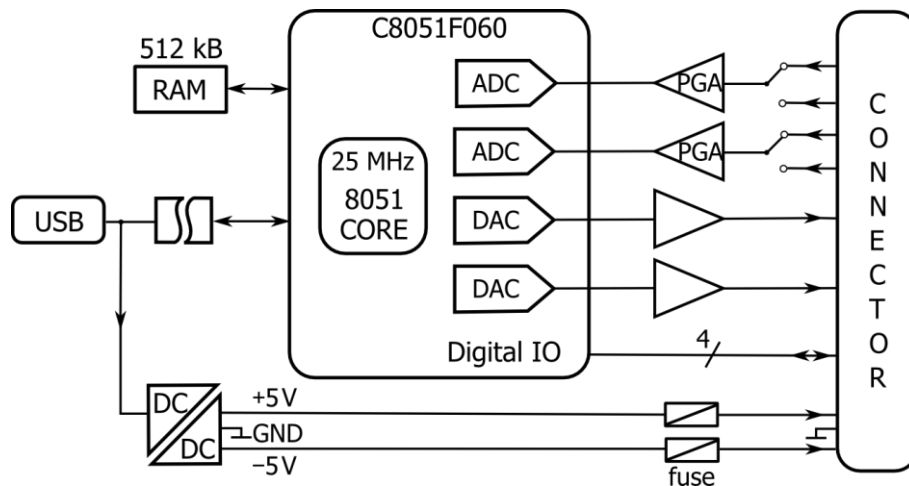 C8051F060
512 kB
RAM
ADC
PGA
ADC
PGA
25 MHz
8051
CORE
USB
DAC
DAC
Digital IO
4
CONNECTOR
DC
DC
+5V
GND
−5V
fuse